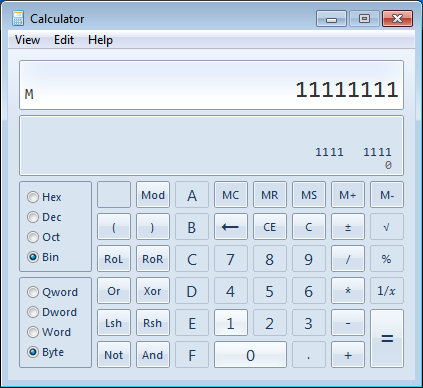 Calculator
View Edit Help
M 11111111
1111 1111
0
Hex Mod A MC MR MS M+ M-
Dec ( ) B ← CE C ± √
Oct
Bin RoL RoR C 7 8 9 / %
Qword Or Xor D 4 5 6 * 1/x
Dword
Word Lsh Rsh E 1 2 3 - =
Byte Not And F 0 . +